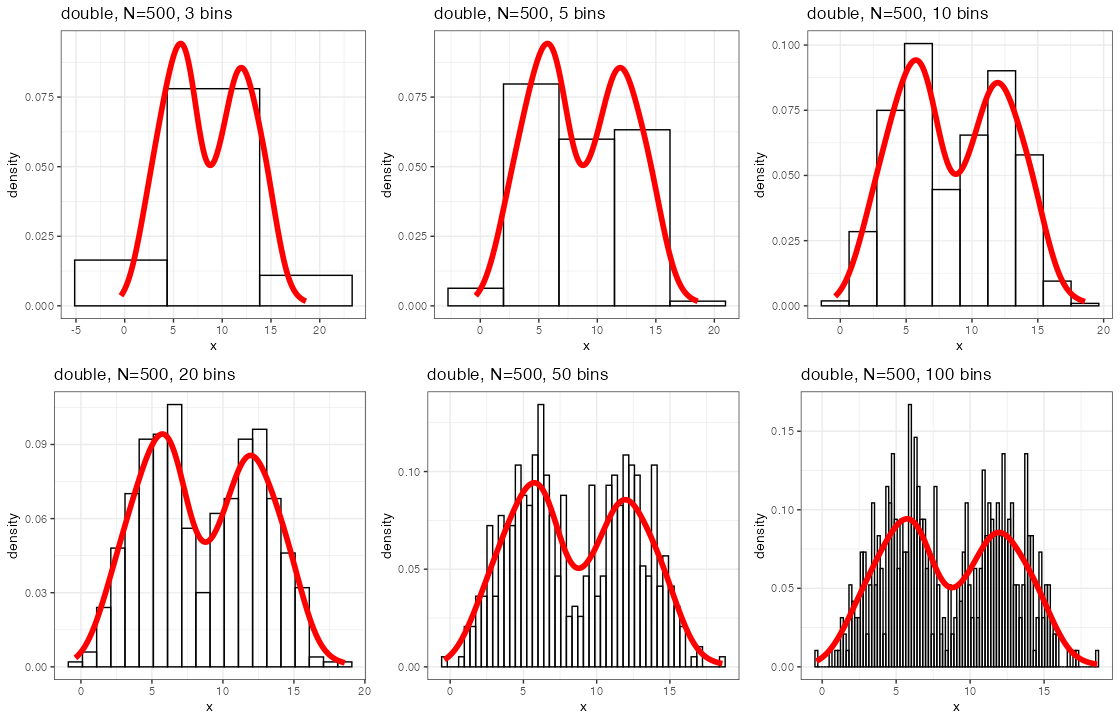 double, N=500, 3 bins
density
0.075
0.050
0.025
0.000
-5
0
5
10
15
20
x
double, N=500, 5 bins
density
0.075
0.050
0.025
0.000
0
5
10
15
20
x
double, N=500, 10 bins
density
0.100
0.075
0.050
0.025
0.000
0
5
10
15
20
x
double, N=500, 20 bins
density
0.09
0.06
0.03
0.00
0
5
10
15
20
x
double, N=500, 50 bins
density
0.10
0.05
0.00
0
5
10
15
x
double, N=500, 100 bins
density
0.15
0.10
0.05
0.00
0
5
10
15
x